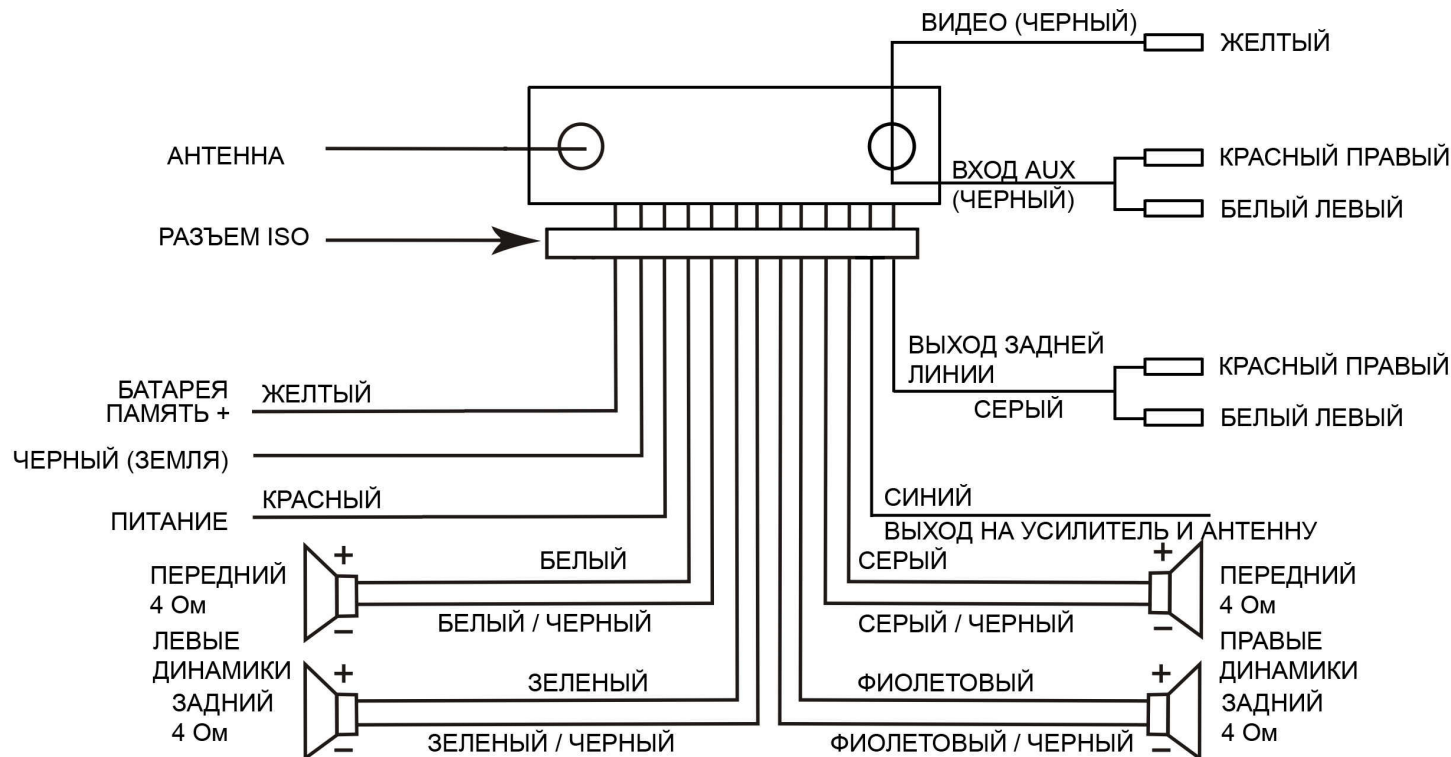 ВИДЕО (ЧЕРНЫЙ)
ЖЕЛТЫЙ
АНТЕННА
ВХОД AUX
(ЧЕРНЫЙ)
КРАСНЫЙ ПРАВЫЙ
БЕЛЫЙ ЛЕВЫЙ
РАЗЪЕМ ISO
ВЫХОД ЗАДНЕЙ
ЛИНИИ
СЕРЫЙ
КРАСНЫЙ ПРАВЫЙ
БЕЛЫЙ ЛЕВЫЙ
БАТАРЕЯ
ПАМЯТЬ +
ЖЕЛТЫЙ
ЧЕРНЫЙ (ЗЕМЛЯ)
КРАСНЫЙ
ПИТАНИЕ
СИНИЙ
ВЫХОД НА УСИЛИТЕЛЬ И АНТЕННУ
ПЕРЕДНИЙ
4 Ом
+
−
БЕЛЫЙ
БЕЛЫЙ / ЧЕРНЫЙ
СЕРЫЙ
СЕРЫЙ / ЧЕРНЫЙ
+
−
ПЕРЕДНИЙ
4 Ом
ЛЕВЫЕ
ДИНАМИКИ
ПРАВЫЕ
ДИНАМИКИ
ЗАДНИЙ
4 Ом
+
−
ЗЕЛЕНЫЙ
ЗЕЛЕНЫЙ / ЧЕРНЫЙ
ФИОЛЕТОВЫЙ
ФИОЛЕТОВЫЙ / ЧЕРНЫЙ
+
−
ЗАДНИЙ
4 Ом